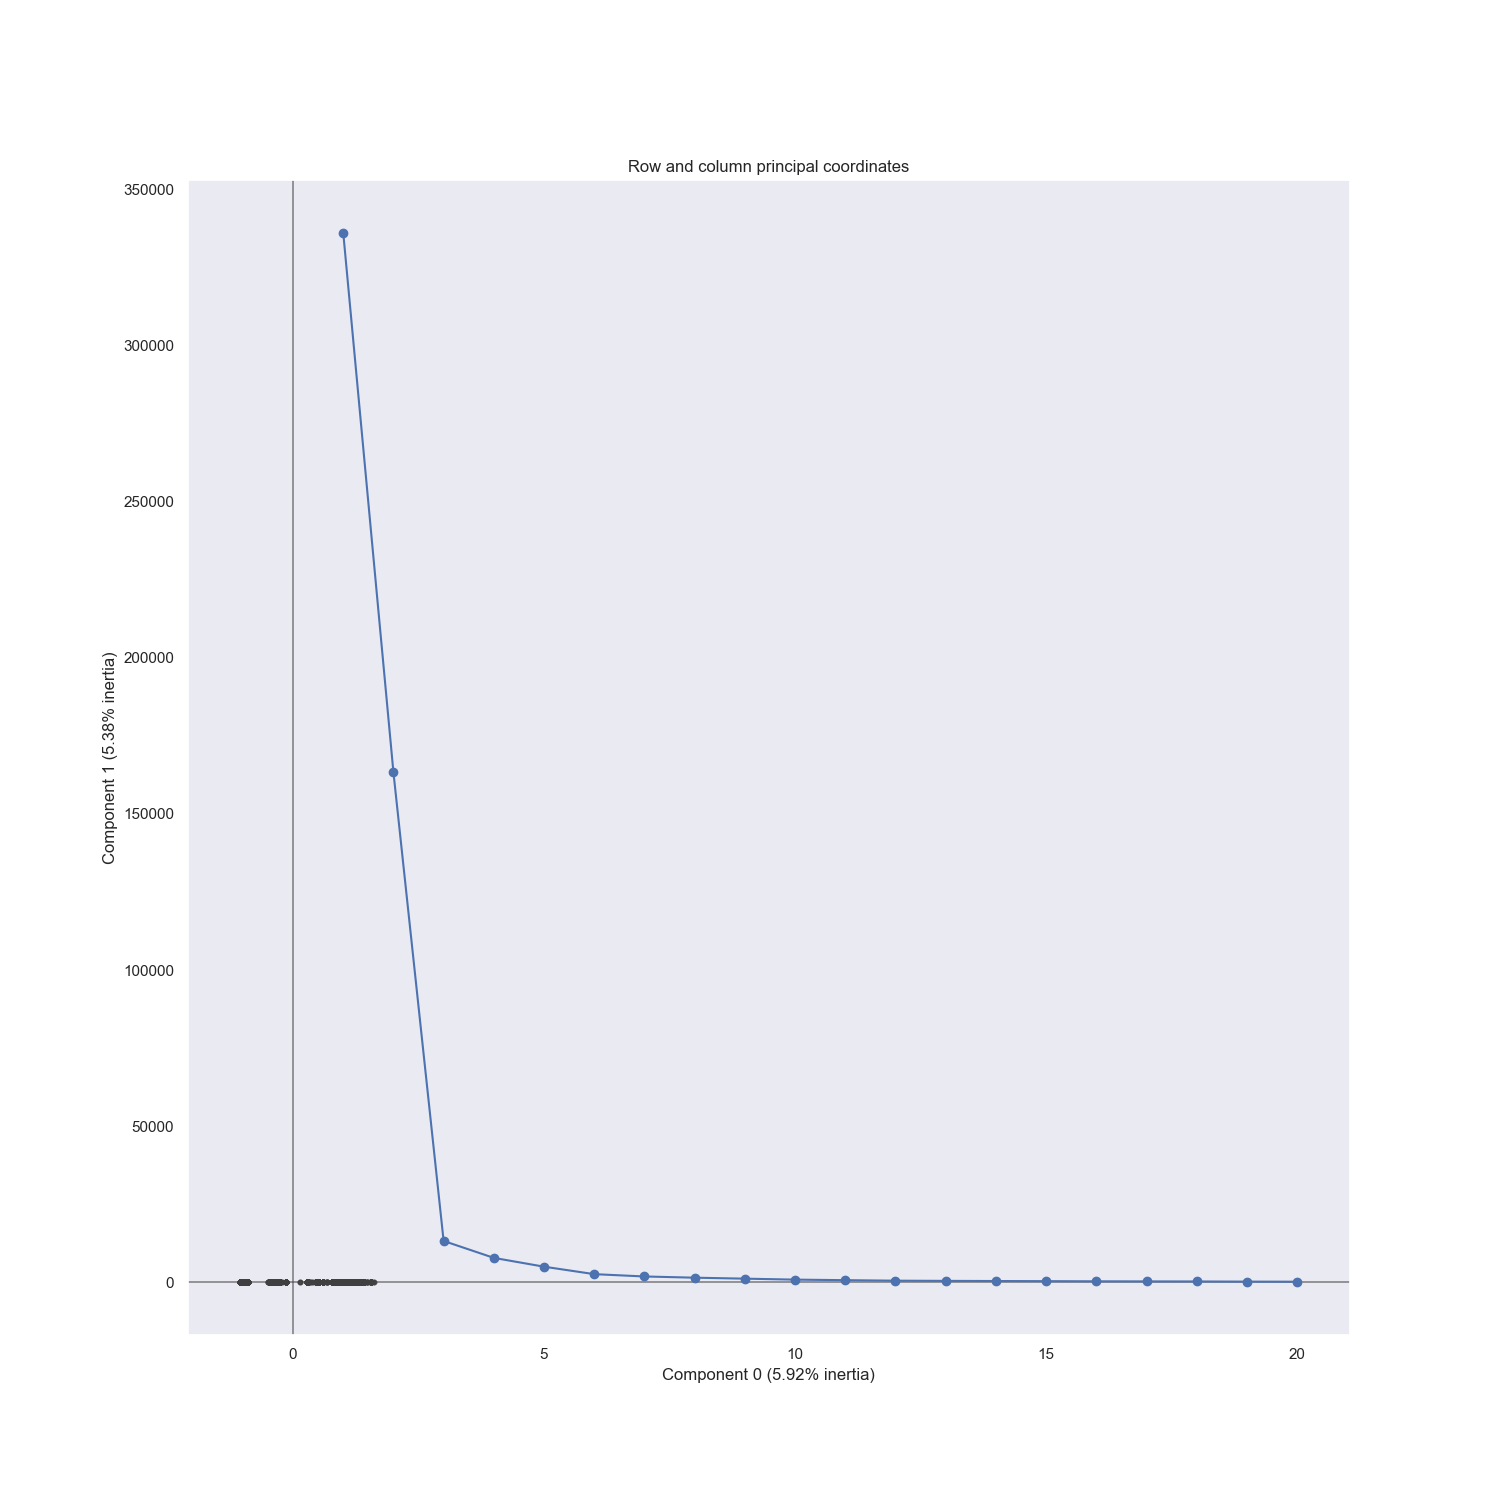 Row and column principal coordinates
350000
300000
250000
200000
150000
100000
50000
0
Component 1 (5.38% inertia)
0 5 10 15 20
Component 0 (5.92% inertia)